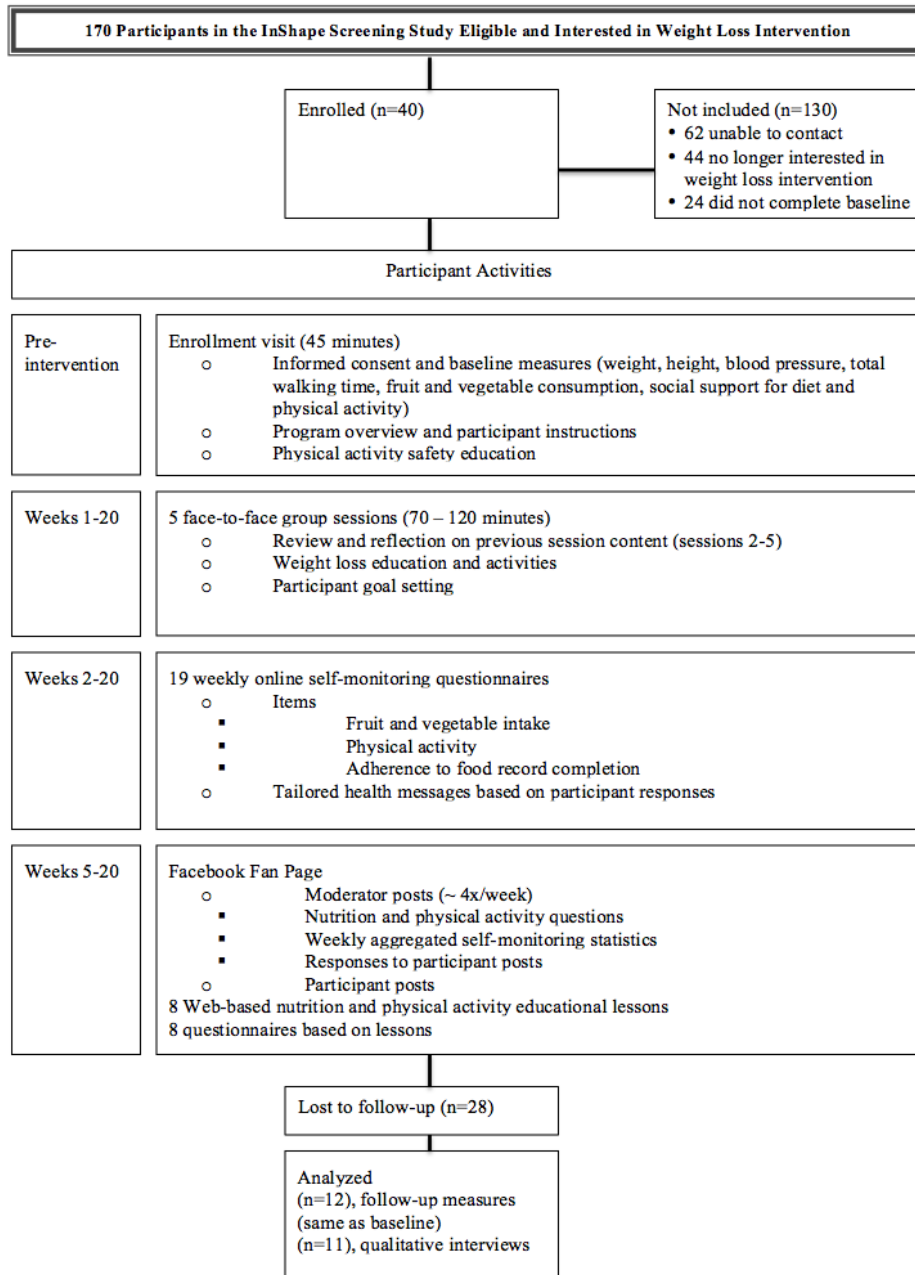 170 Participants in the InShape Screening Study Eligible and Interested in Weight Loss Intervention
Enrolled (n=40)
Not included (n=130)
• 62 unable to contact
• 44 no longer interested in
weight loss intervention
• 24 did not complete baseline
Participant Activities
Pre-
intervention
Enrollment visit (45 minutes)
o Informed consent and baseline measures (weight, height, blood pressure, total
walking time, fruit and vegetable consumption, social support for diet and
physical activity)
o Program overview and participant instructions
o Physical activity safety education
Weeks 1-20
5 face-to-face group sessions (70 – 120 minutes)
o Review and reflection on previous session content (sessions 2-5)
o Weight loss education and activities
o Participant goal setting
Weeks 2-20
19 weekly online self-monitoring questionnaires
o Items
▪ Fruit and vegetable intake
▪ Physical activity
▪ Adherence to food record completion
o Tailored health messages based on participant responses
Weeks 5-20
Facebook Fan Page
o Moderator posts (~ 4x/week)
▪ Nutrition and physical activity questions
▪ Weekly aggregated self-monitoring statistics
▪ Responses to participant posts
o Participant posts
8 Web-based nutrition and physical activity educational lessons
8 questionnaires based on lessons
Lost to follow-up (n=28)
Analyzed
(n=12), follow-up measures
(same as baseline)
(n=11), qualitative interviews